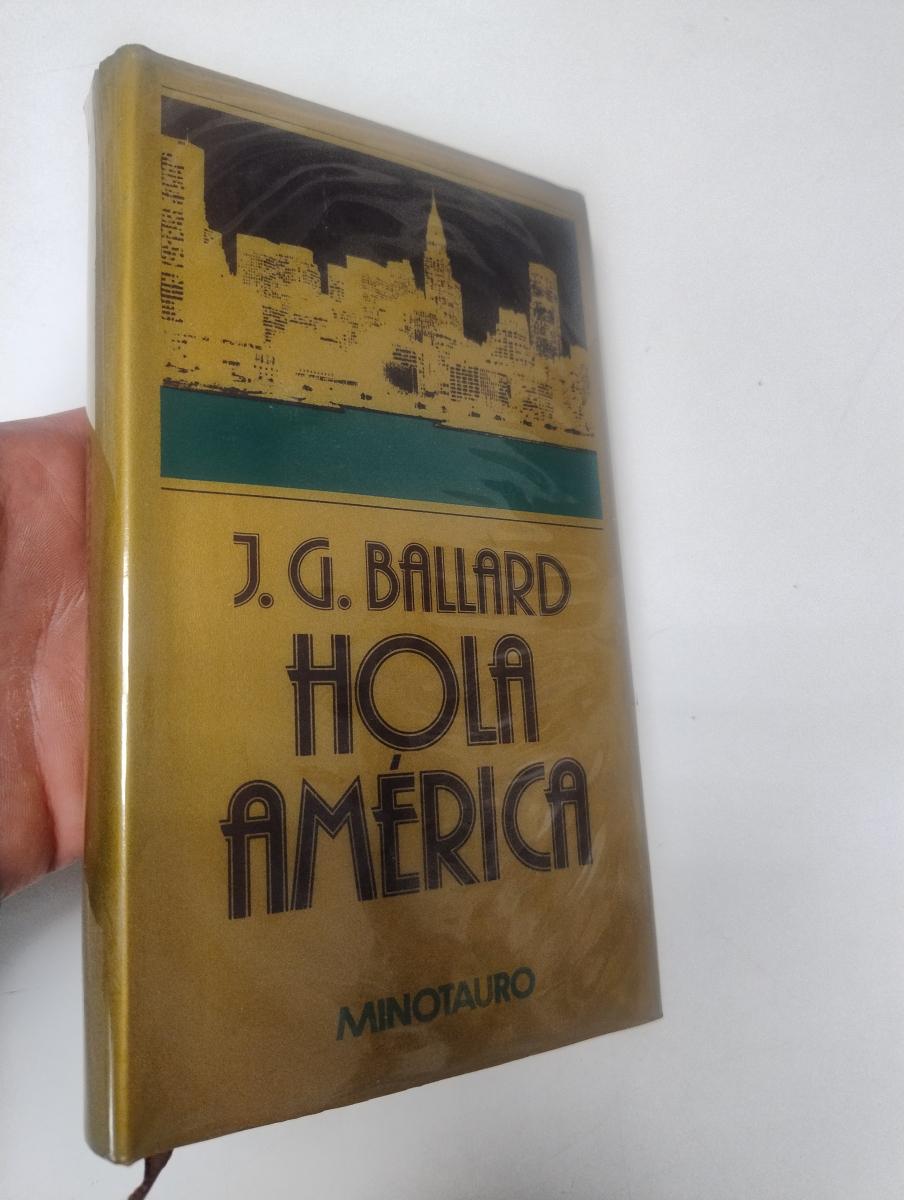 J. G. BALLARD
HOLA
AMÉRICA
MINOTAURO